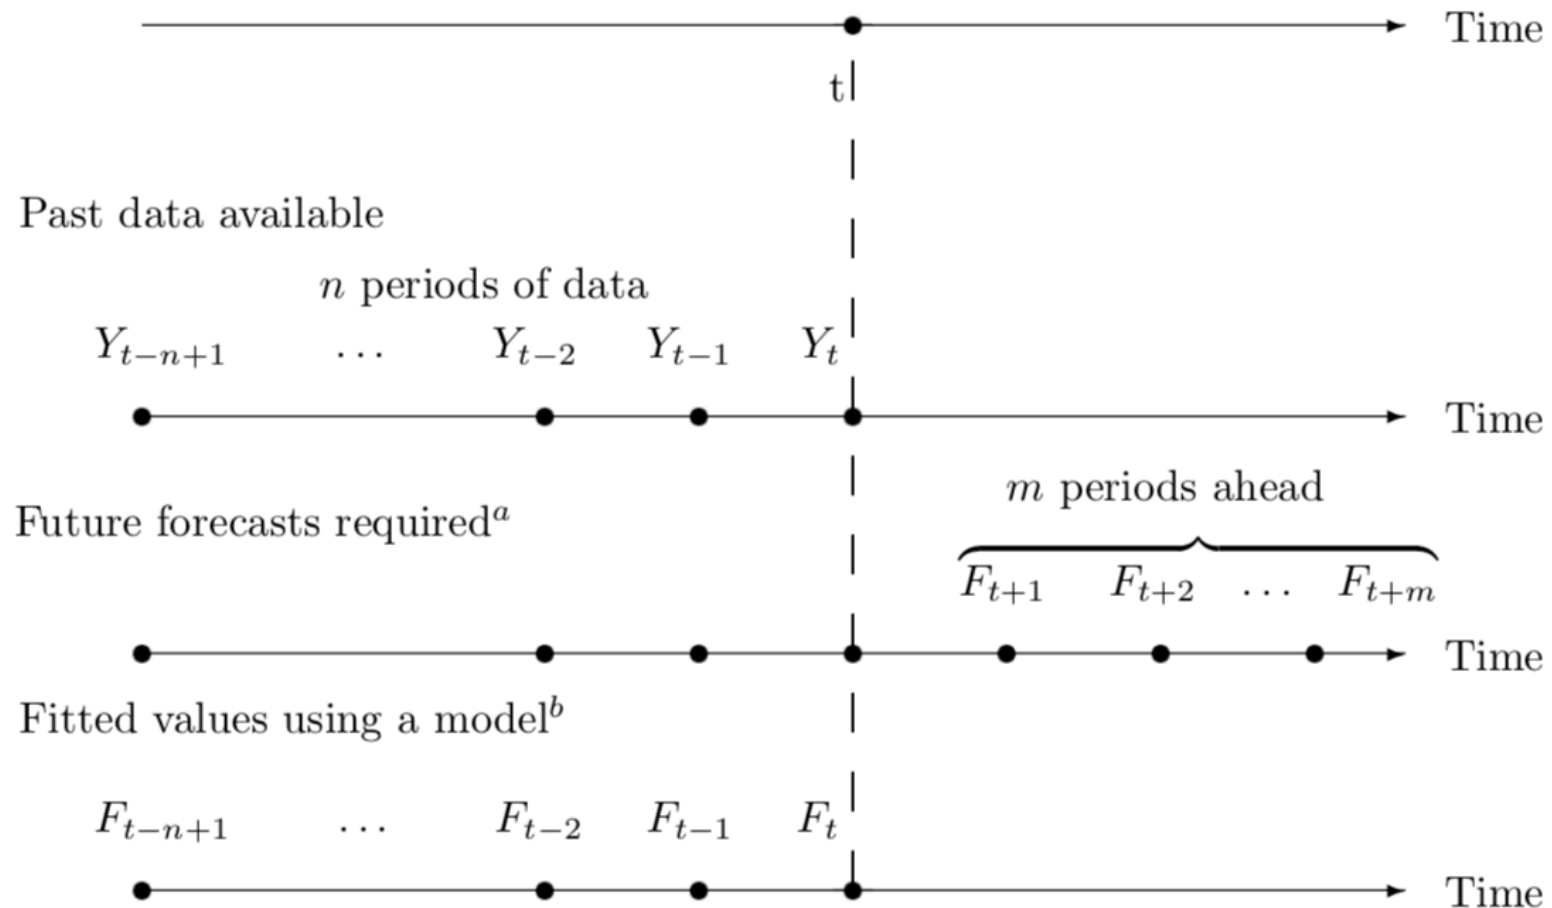 Time
t
Past data available
n periods of data
Y_{t−n+1} ... Y_{t−2} Y_{t−1} Y_t
Time
m periods ahead
Future forecasts required^a
F_{t+1} F_{t+2} ... F_{t+m}
Time
Fitted values using a model^b
F_{t−n+1} ... F_{t−2} F_{t−1} F_t
Time